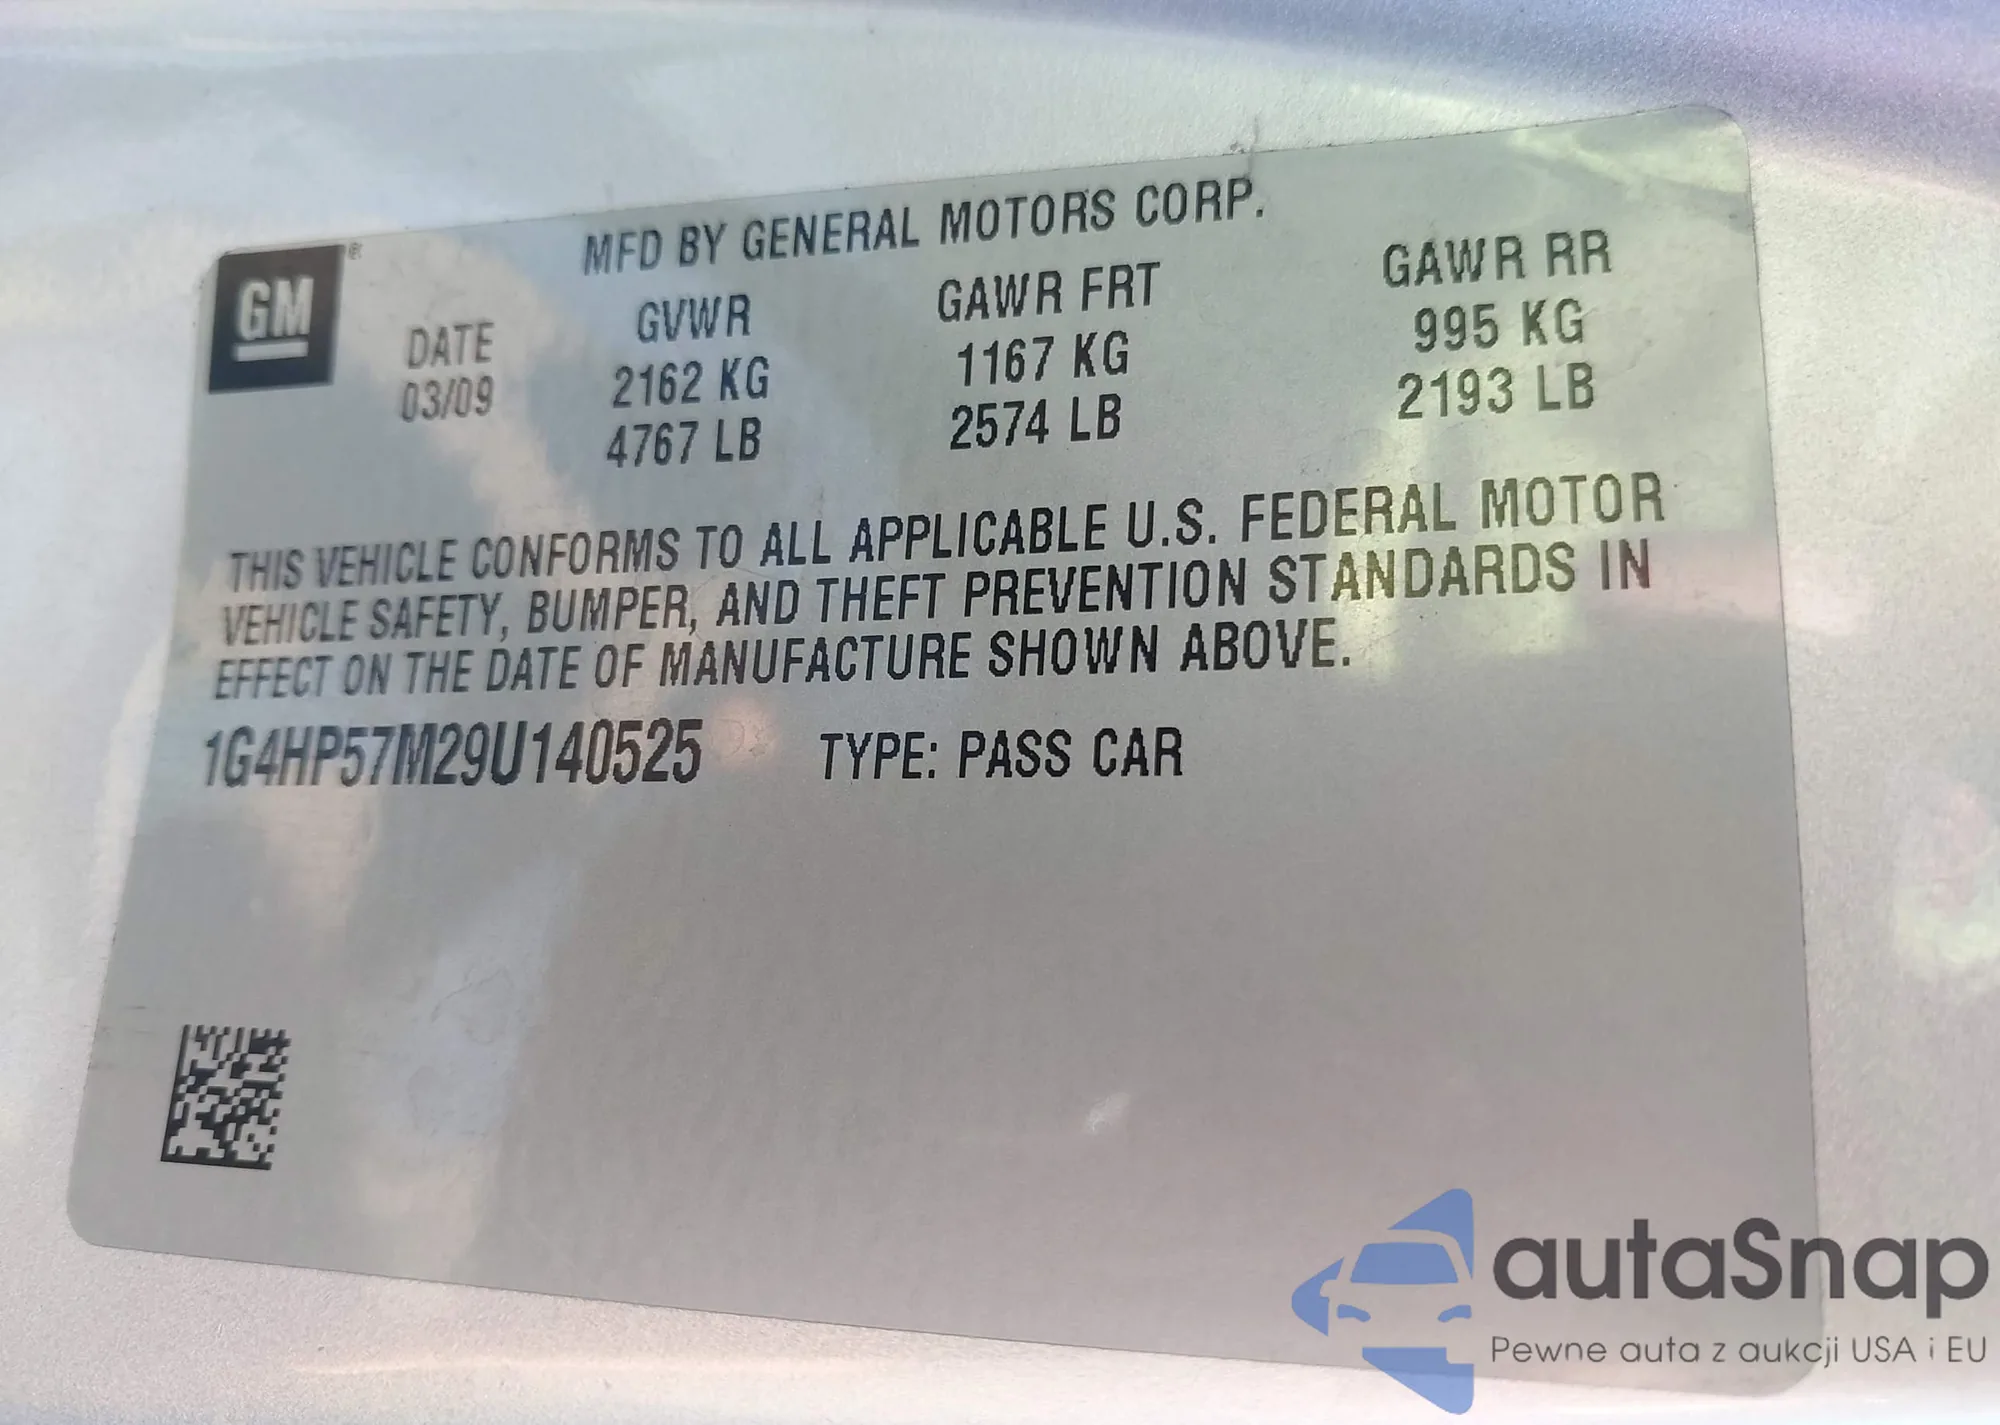 MFD BY GENERAL MOTORS CORP.
GM
DATE GVWR GAWR FRT GAWR RR
03/09 2162 KG 1167 KG 995 KG
4767 LB 2574 LB 2193 LB
THIS VEHICLE CONFORMS TO ALL APPLICABLE U.S. FEDERAL MOTOR
VEHICLE SAFETY, BUMPER, AND THEFT PREVENTION STANDARDS IN
EFFECT ON THE DATE OF MANUFACTURE SHOWN ABOVE.
1G4HP57M29U140525 TYPE: PASS CAR
autaSnap
Pewne auta z aukcji USA i EU